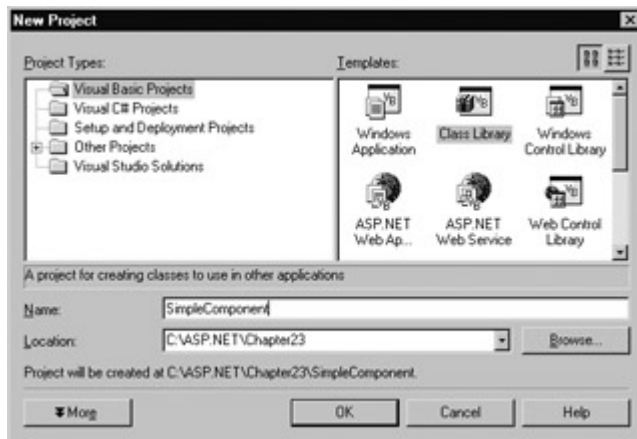 New Project
Project Types:
Templates:
Visual Basic Projects
Visual C# Projects
Setup and Deployment Projects
Other Projects
Visual Studio Solutions
Windows Application
Class Library
Windows Control Library
ASP.NET Web Ap...
ASP.NET Web Service
Web Control Library
A project for creating classes to use in other applications
Name:
SimpleComponent
Location:
C:\ASP.NET\Chapter23
Browse...
Project will be created at C:\ASP.NET\Chapter23\SimpleComponent.
More
OK
Cancel
Help